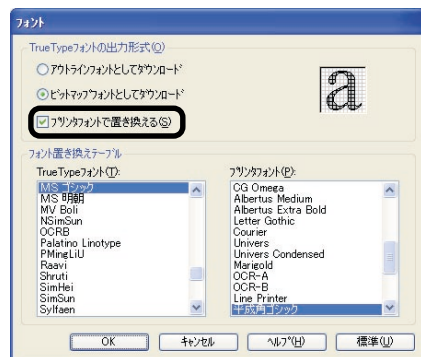 フォント
TrueTypeフォントの出力形式(O)
アウトラインフォントとしてダウンロード
ビットマップフォントとしてダウンロード
プリンタフォントで置き換える(S)
a
フォント置き換えテーブル
TrueTypeフォント(T):
MS ゴシック
MS 明朝
MV Boli
NSimSun
OCRB
Palatino Linotype
PMingLiU
Raavi
Shruti
SimHei
SimSun
Sylfaen
プリンタフォント(P):
CG Omega
Albertus Medium
Albertus Extra Bold
Letter Gothic
Courier
Univers
Univers Condensed
Marigold
OCR-A
OCR-B
Line Printer
平成角ゴシック
OK キャンセル ヘルプ(H) 標準(U)